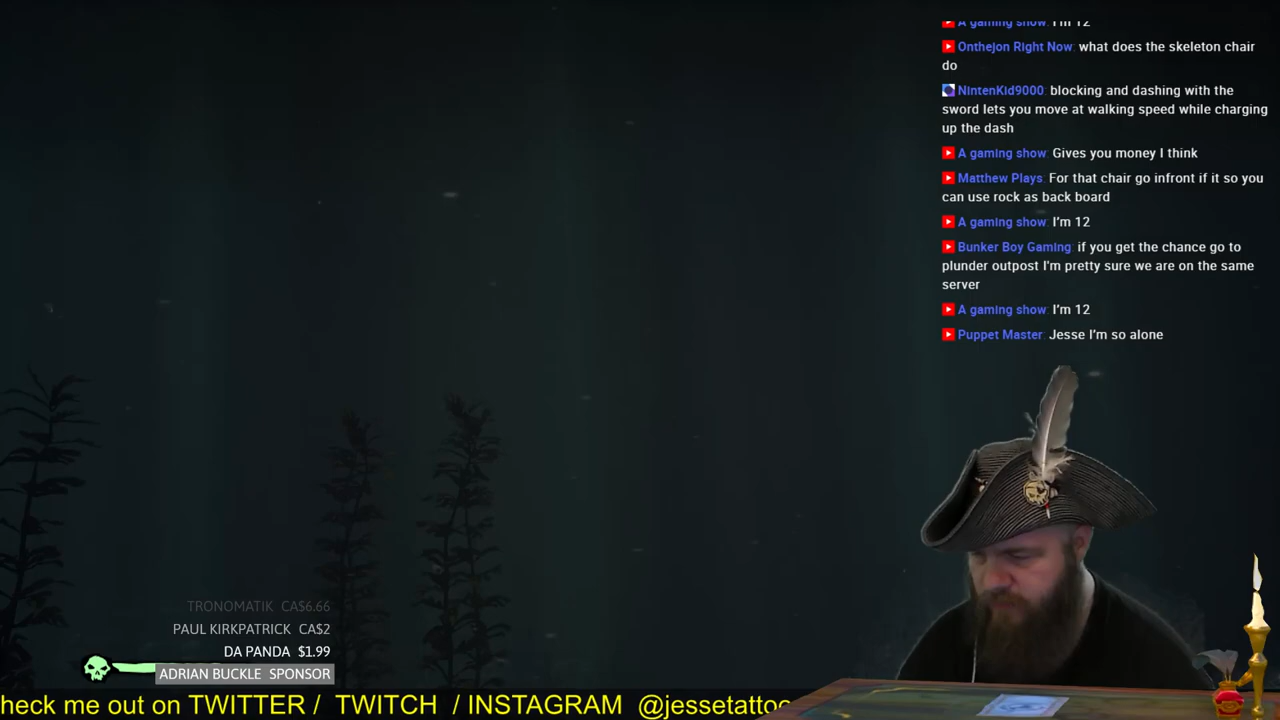 A gaming show: I'm 12
Onthejon Right Now: what does the skeleton chair
do
NintenKid9000: blocking and dashing with the
sword lets you move at walking speed while charging
up the dash
A gaming show: Gives you money I think
Matthew Plays: For that chair go infront if it so you
can use rock as back board
A gaming show: I'm 12
Bunker Boy Gaming: if you get the chance go to
plunder outpost I'm pretty sure we are on the same
server
A gaming show: I'm 12
Puppet Master: Jesse I'm so alone
TRONOMATIK CA$6.66
PAUL KIRKPATRICK CA$2
DA PANDA $1.99
ADRIAN BUCKLE SPONSOR
heck me out on TWITTER / TWITCH / INSTAGRAM @jessetattoo